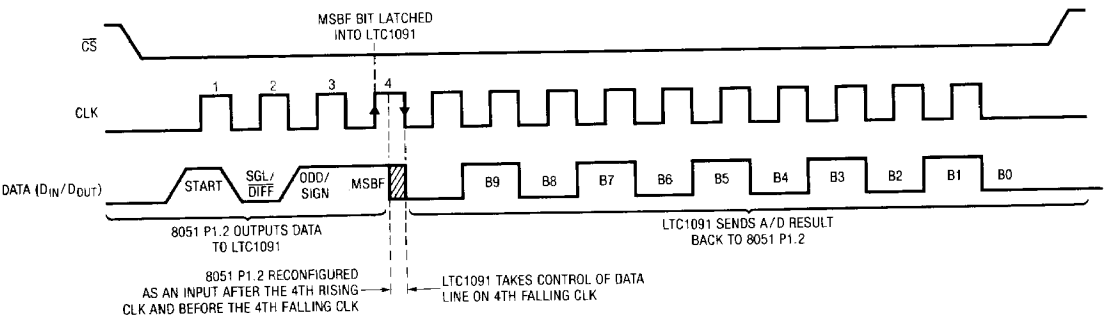 MSBF BIT LATCHED
INTO LTC1091
CS
1 2 3 4
CLK
DATA (DIN/DOUT)
START SGL/ ODD/ MSBF B9 B8 B7 B6 B5 B4 B3 B2 B1 B0
DIFF SIGN
8051 P1.2 OUTPUTS DATA
TO LTC1091
LTC1091 SENDS A/D RESULT
BACK TO 8051 P1.2
8051 P1.2 RECONFIGURED
AS AN INPUT AFTER THE 4TH RISING
CLK AND BEFORE THE 4TH FALLING CLK
LTC1091 TAKES CONTROL OF DATA
LINE ON 4TH FALLING CLK